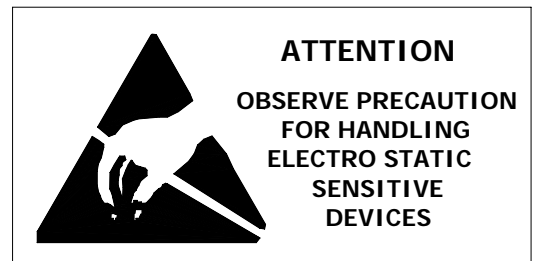 ATTENTION
OBSERVE PRECAUTION
FOR HANDLING
ELECTRO STATIC
SENSITIVE
DEVICES